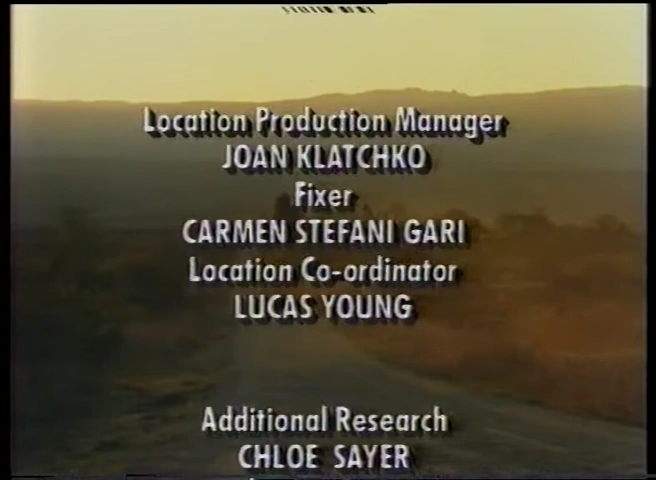 Location Production Manager
JOAN KLATCHKO
Fixer
CARMEN STEFANI GARI
Location Co-ordinator
LUCAS YOUNG
Additional Research
CHLOE SAYER